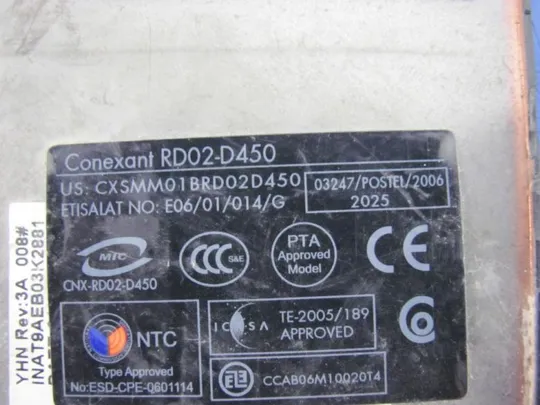 Conexant RD02-D450
US: CXSMM01BRD02D450
ETISALAT NO: E06/01/014/G
03247/POSTEL/2006
2025
MIC
CNX-RD02-D450
CCC S&E
PTA
Approved
Model
CE
NTC
Type Approved
No:ESD-CPE-0601114
ICASA
TE-2005/189
APPROVED
CCAB06M10020T4
YHN Rev:3A 008#
INAT9AEB03K2881